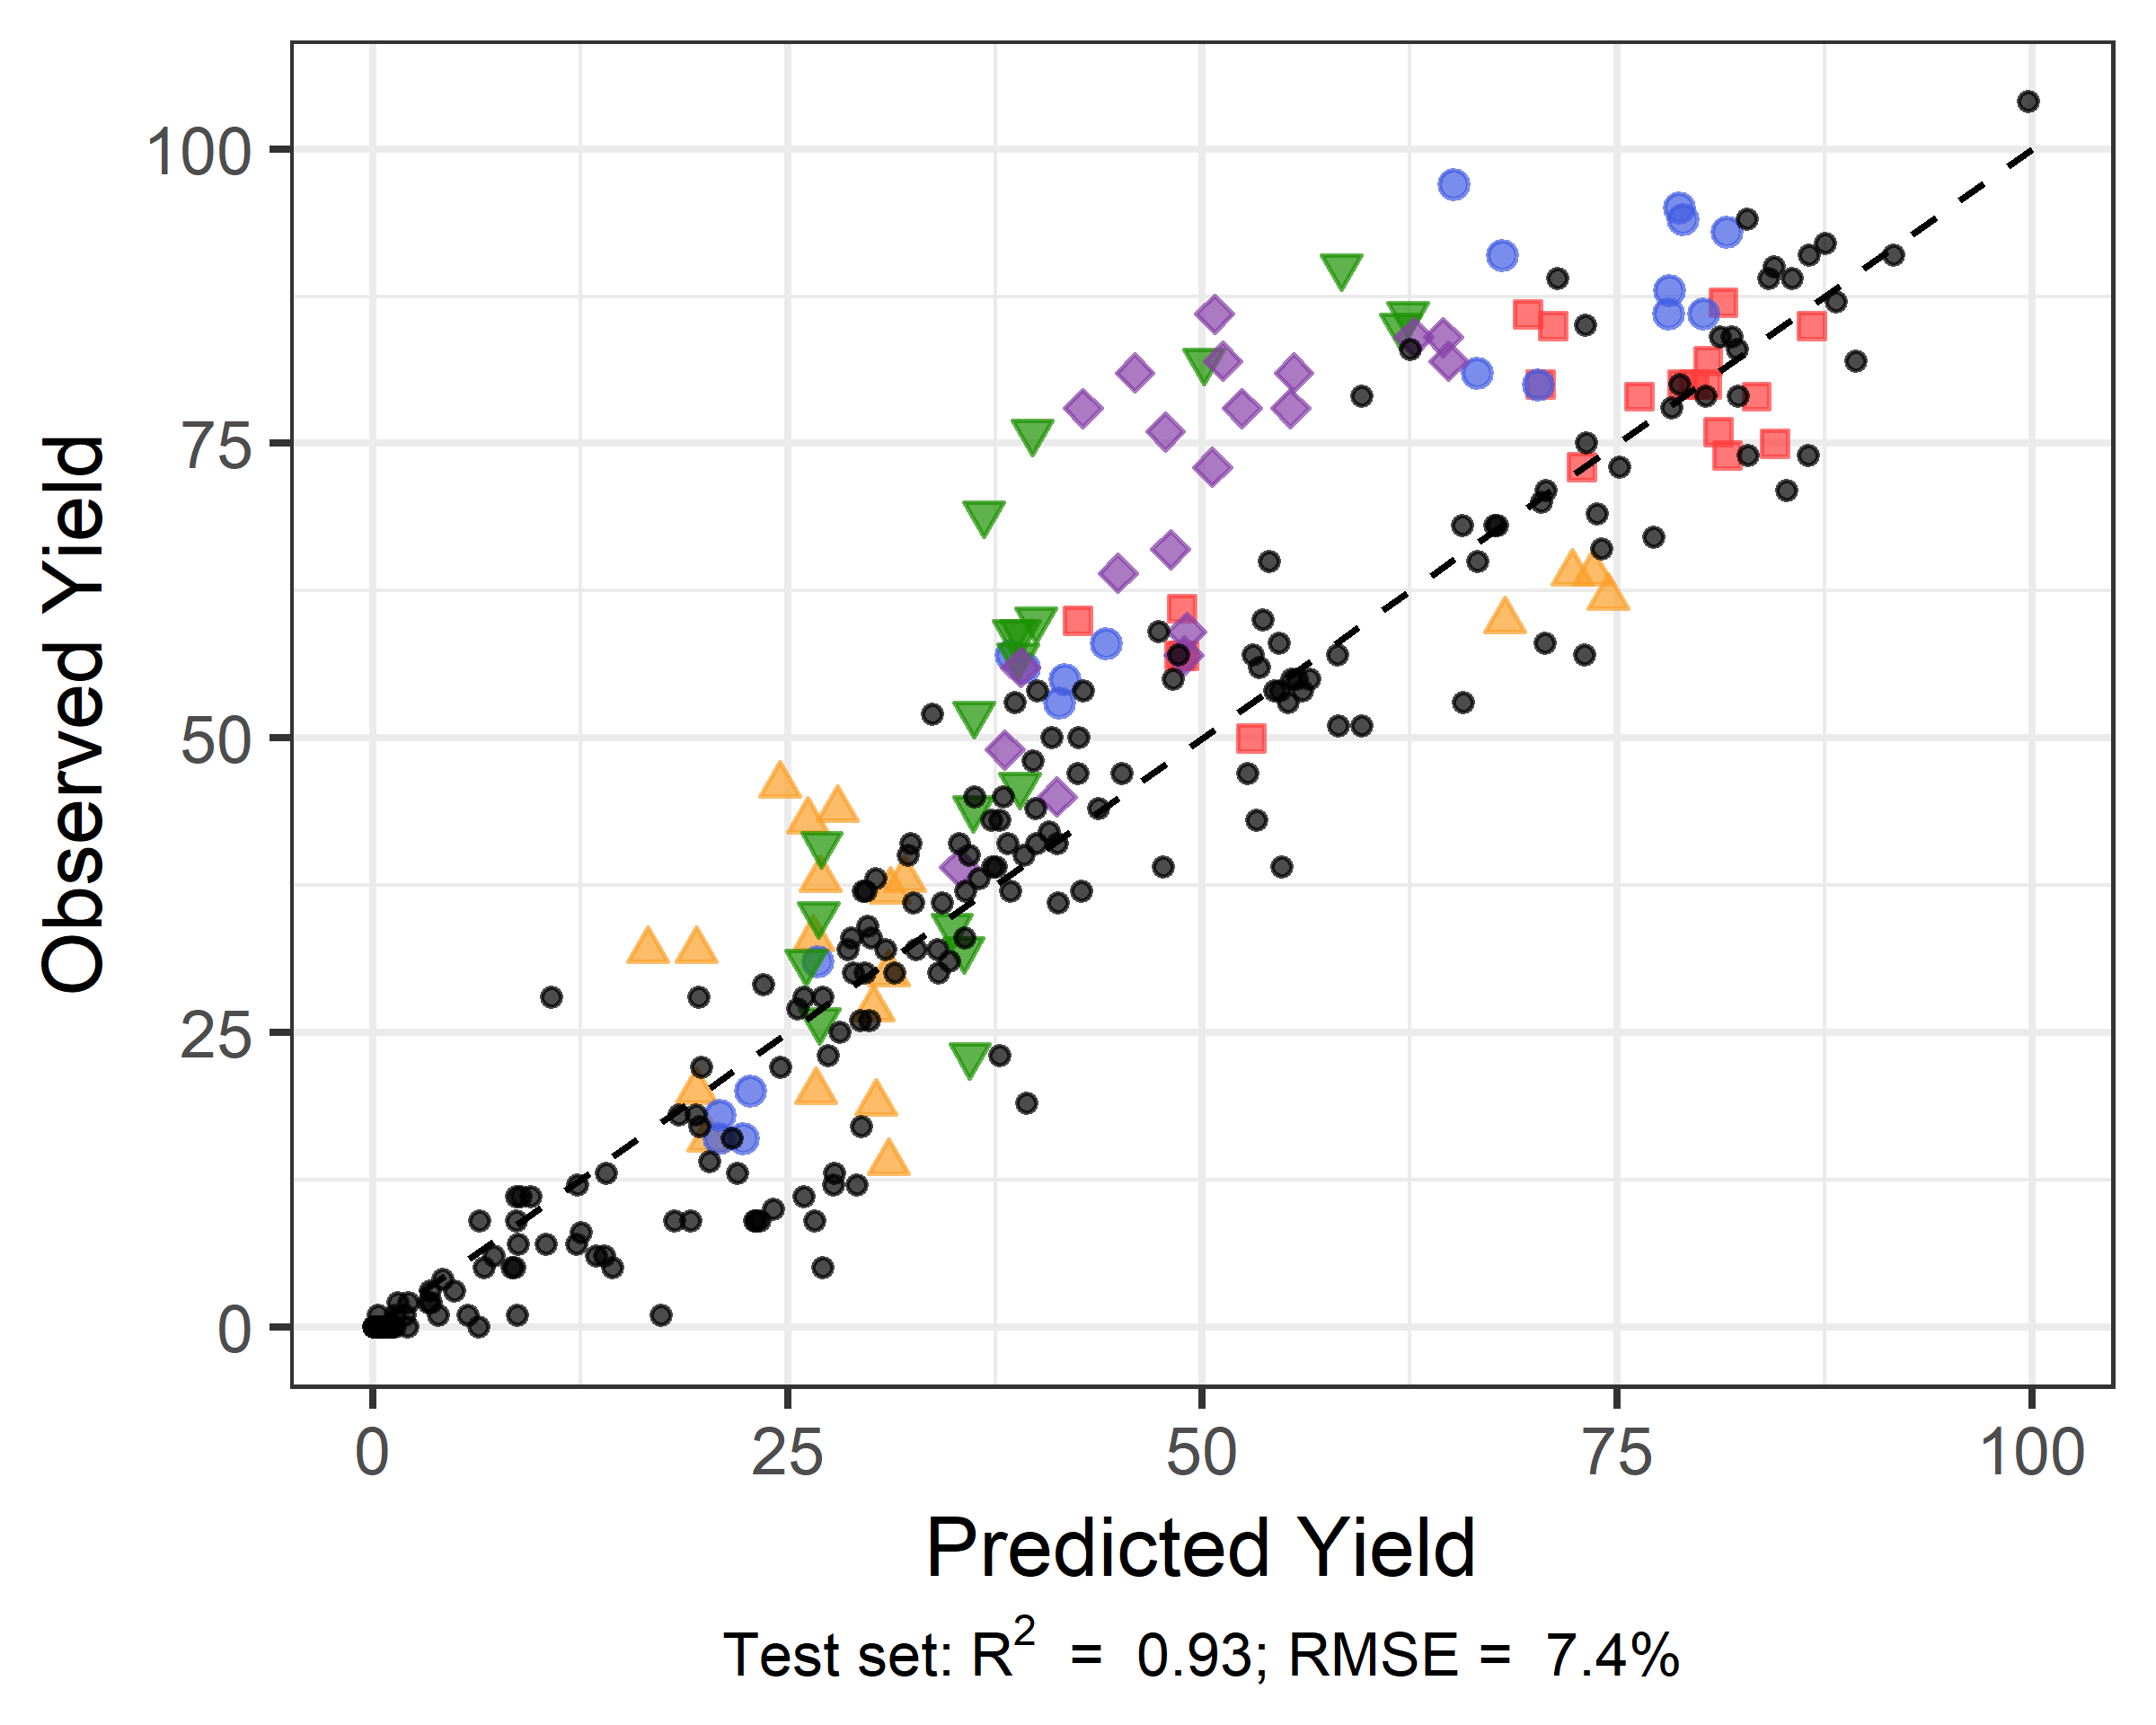 100
75
50
25
0
Observed Yield
0 25 50 75 100
Predicted Yield
Test set: R² = 0.93; RMSE = 7.4%